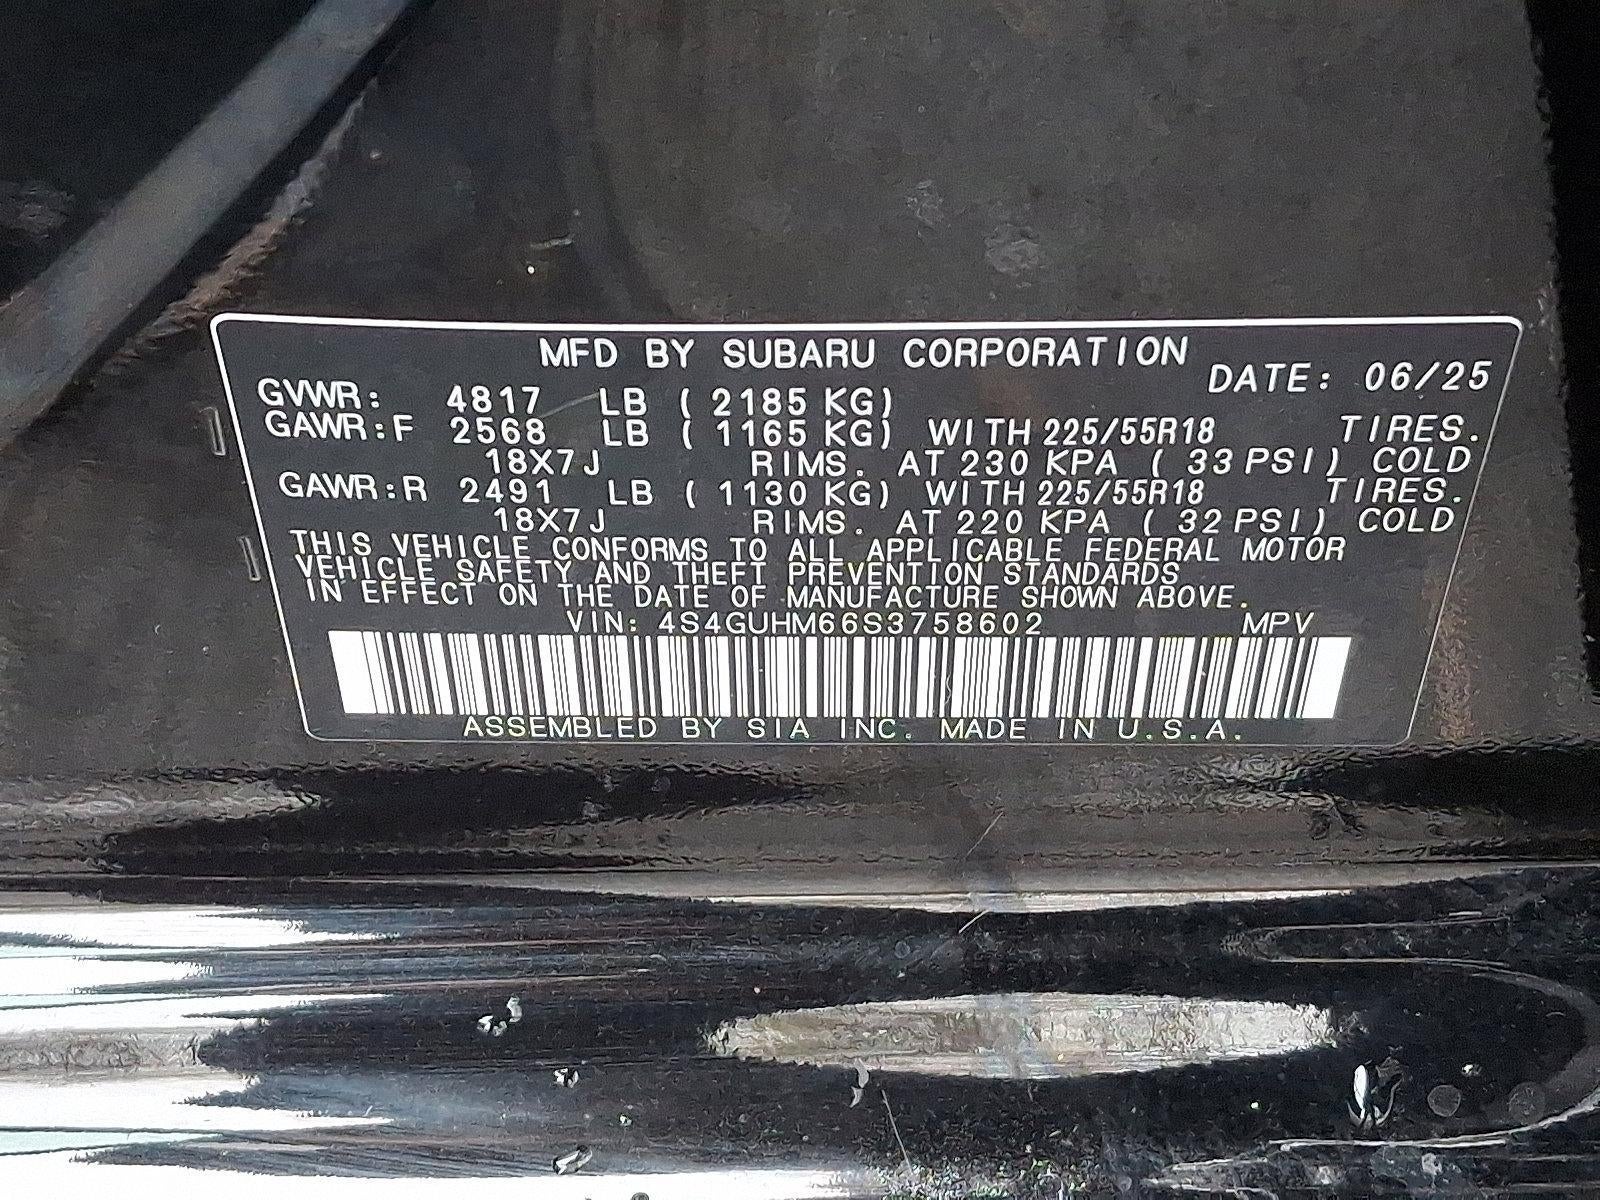 MFD BY SUBARU CORPORATION
DATE: 06/25
GVWR: 4817 LB ( 2185 KG)
GAWR:F 2568 LB ( 1165 KG) WITH 225/55R18 TIRES.
18X7J RIMS. AT 230 KPA ( 33 PSI) COLD
GAWR:R 2491 LB ( 1130 KG) WITH 225/55R18 TIRES.
18X7J RIMS. AT 220 KPA ( 32 PSI) COLD
THIS VEHICLE CONFORMS TO ALL APPLICABLE FEDERAL MOTOR
VEHICLE SAFETY AND THEFT PREVENTION STANDARDS
IN EFFECT ON THE DATE OF MANUFACTURE SHOWN ABOVE.
VIN: 4S4GUHM66S3758602 MPV
ASSEMBLED BY SIA INC. MADE IN U.S.A.